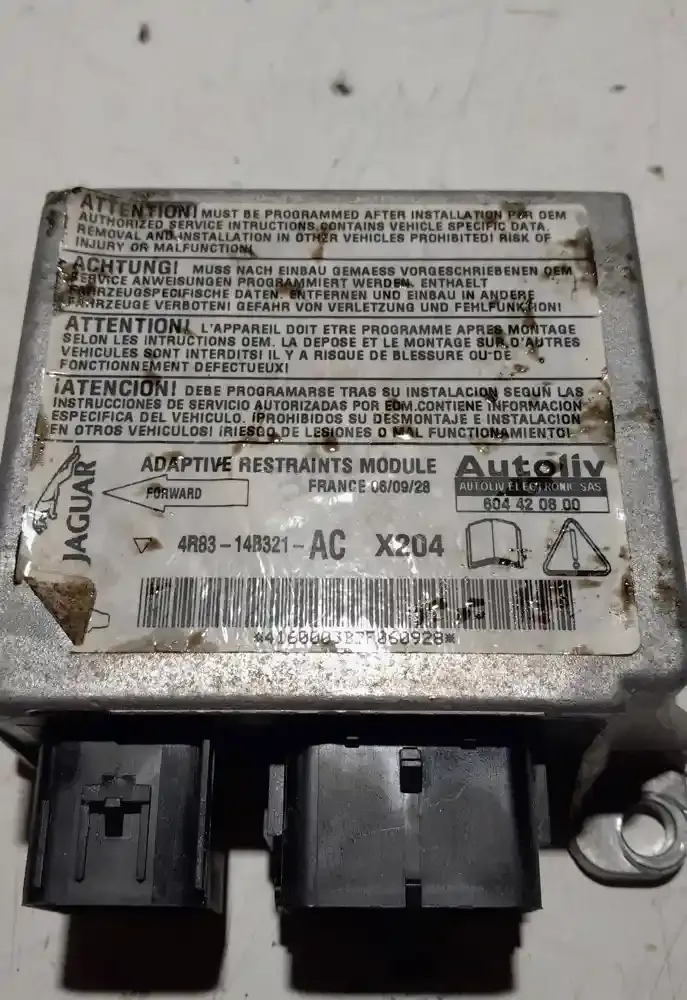 ATTENTION! MUST BE PROGRAMMED AFTER INSTALLATION PER OEM
AUTHORIZED SERVICE INTRUCTIONS.CONTAINS VEHICLE SPECIFIC DATA.
REMOVAL AND INSTALLATION IN OTHER VEHICLES PROHIBITED! RISK OF
INJURY OR MALFUNCTION!
ACHTUNG! MUSS NACH EINBAU GEMAESS VORGESCHRIEBENEN OEM
SERVICE ANWEISUNGEN PROGRAMMIERT WERDEN. ENTHAELT
FAHRZEUGSPEZIFISCHE DATEN. ENTFERNEN UND EINBAU IN ANDERE
FAHRZEUGE VERBOTEN! GEFAHR VON VERLETZUNG UND FEHLFUNKTION!
ATTENTION! L'APPAREIL DOIT ETRE PROGRAMME APRES MONTAGE
SELON LES INTRUCTIONS OEM. LA DEPOSE ET LE MONTAGE SUR D'AUTRES
VEHICULES SONT INTERDITS! IL Y A RISQUE DE BLESSURE OU DE
FONCTIONNEMENT DEFECTUEUX!
¡ATENCION! DEBE PROGRAMARSE TRAS SU INSTALACION SEGUN LAS
INSTRUCCIONES DE SERVICIO AUTORIZADAS POR EDM.CONTIENE INFORMACION
ESPECIFICA DEL VEHICULO. ¡PROHIBIDOS SU DESMONTAJE E INSTALACION
EN OTROS VEHICULOS! ¡RIESGO DE LESIONES O MAL FUNCIONAMIENTO!
JAGUAR
FORWARD
ADAPTIVE RESTRAINTS MODULE
FRANCE 06/09/28
Autoliv
AUTOLIV ELECTRONIC SAS
604 42 08 00
4R83-14B321-AC X204